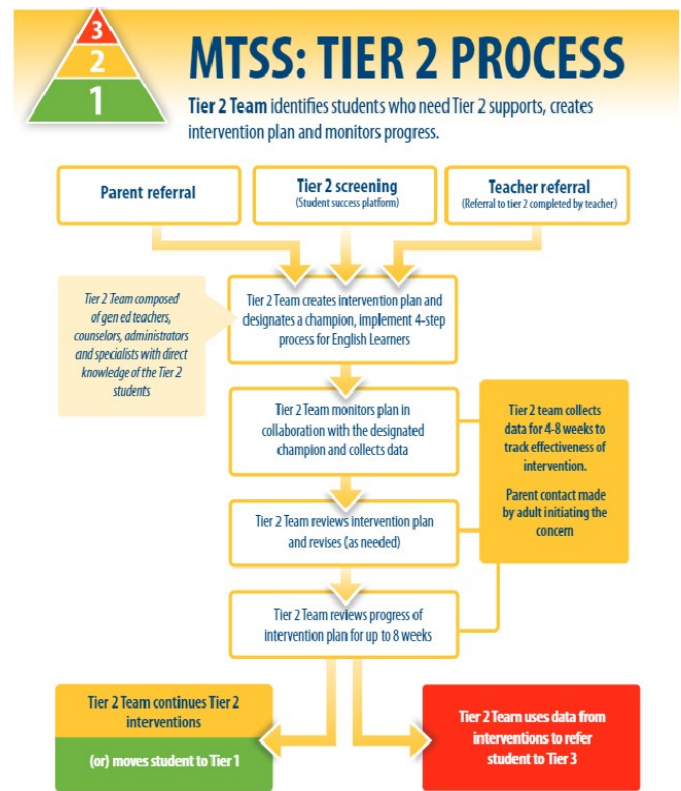 3
2
1
MTSS: TIER 2 PROCESS
Tier 2 Team identifies students who need Tier 2 supports, creates
intervention plan and monitors progress.
Parent referral
Tier 2 screening
(Student success platform)
Teacher referral
(Referral to tier 2 completed by teacher)
Tier 2 Team composed
of gen ed teachers,
counselors, administrators
and specialists with direct
knowledge of the Tier 2
students
Tier 2 Team creates intervention plan and
designates a champion, implement 4-step
process for English Learners
Tier 2 Team monitors plan in
collaboration with the designated
champion and collects data
Tier 2 team collects
data for 4-8 weeks to
track effectiveness of
intervention.
Parent contact made
by adult initiating the
concern
Tier 2 Team reviews intervention plan
and revises (as needed)
Tier 2 Team reviews progress of
intervention plan for up to 8 weeks
Tier 2 Team continues Tier 2
interventions
(or) moves student to Tier 1
Tier 2 Team uses data from
interventions to refer
student to Tier 3